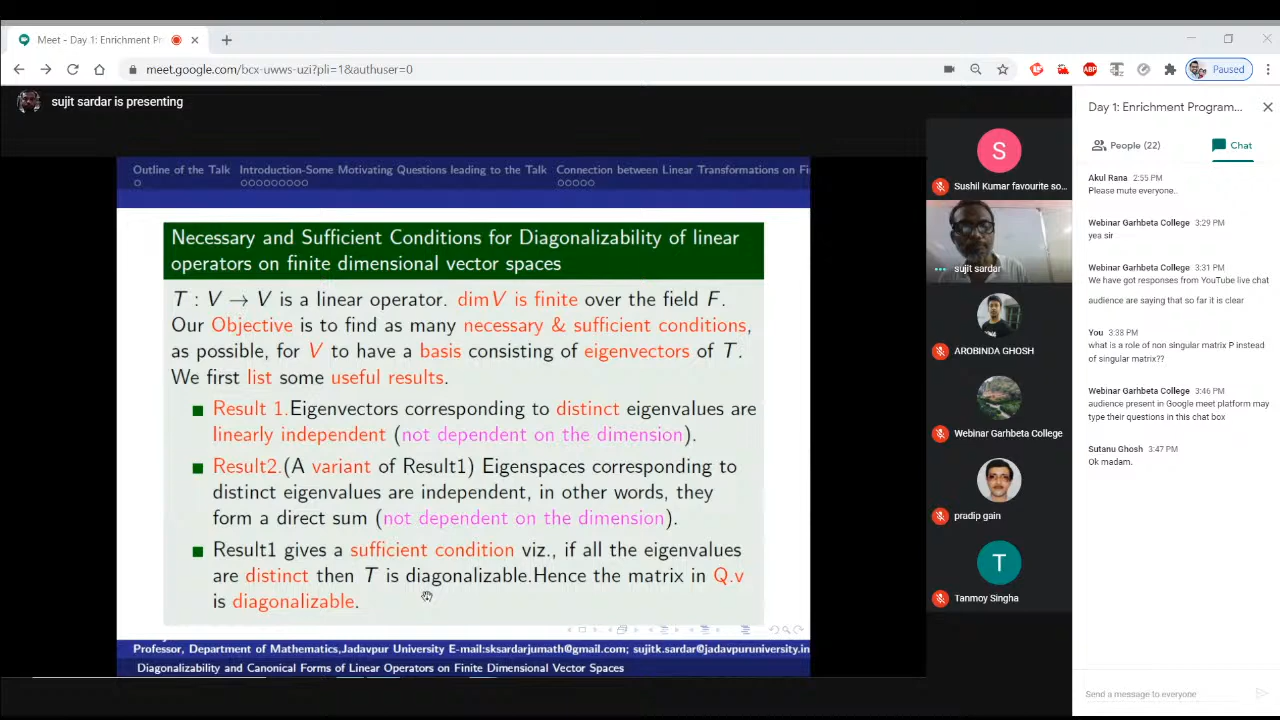 Meet - Day 1: Enrichment Pr
meet.google.com/bcx-uwws-uzi?pli=1&authuser=0
ABP
Paused
sujit sardar is presenting
Outline of the Talk Introduction-Some Motivating Questions leading to the Talk Connection between Linear Transformations on Fi
Necessary and Sufficient Conditions for Diagonalizability of linear
operators on finite dimensional vector spaces
T : V → V is a linear operator. dimV is finite over the field F.
Our Objective is to find as many necessary & sufficient conditions,
as possible, for V to have a basis consisting of eigenvectors of T.
We first list some useful results.
Result 1.Eigenvectors corresponding to distinct eigenvalues are
linearly independent (not dependent on the dimension).
Result2.(A variant of Result1) Eigenspaces corresponding to
distinct eigenvalues are independent, in other words, they
form a direct sum (not dependent on the dimension).
Result1 gives a sufficient condition viz., if all the eigenvalues
are distinct then T is diagonalizable.Hence the matrix in Q.v
is diagonalizable.
Professor, Department of Mathematics,Jadavpur University E-mail:sksardarjumath@gmail.com; sujitk.sardar@jadavpuruniversity.in
Diagonalizability and Canonical Forms of Linear Operators on Finite Dimensional Vector Spaces
S
Sushil Kumar favourite so...
sujit sardar
AROBINDA GHOSH
Webinar Garhbeta College
pradip gain
T
Tanmoy Singha
Day 1: Enrichment Program...
People (22) Chat
Akul Rana 2:55 PM
Please mute everyone..
Webinar Garhbeta College 3:29 PM
yea sir
Webinar Garhbeta College 3:31 PM
We have got responses from YouTube live chat
audience are saying that so far it is clear
You 3:38 PM
what is a role of non singular matrix P instead
of singular matrix??
Webinar Garhbeta College 3:46 PM
audience present in Google meet platform may
type their questions in this chat box
Sutanu Ghosh 3:47 PM
Ok madam.
Send a message to everyone